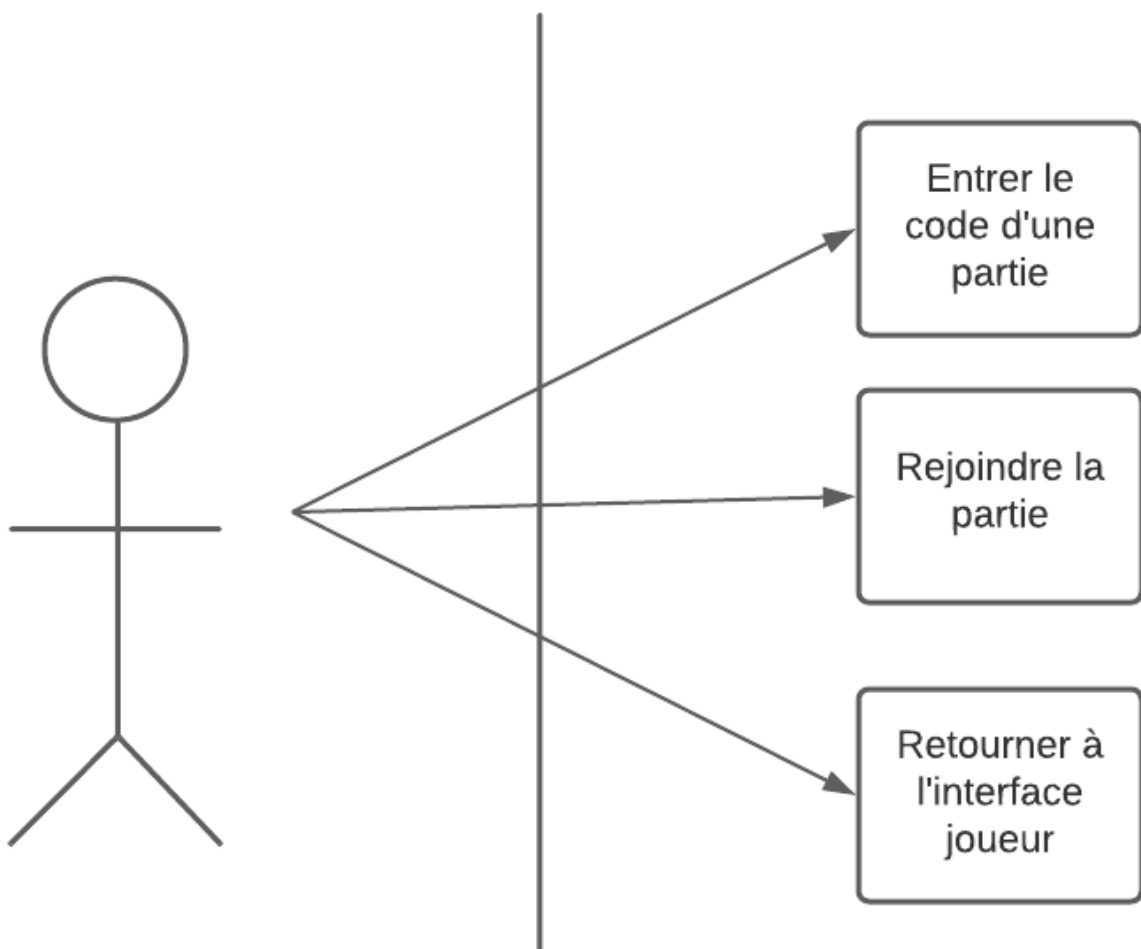 Entrer le
code d'une
partie
Rejoindre la
partie
Retourner à
l'interface
joueur